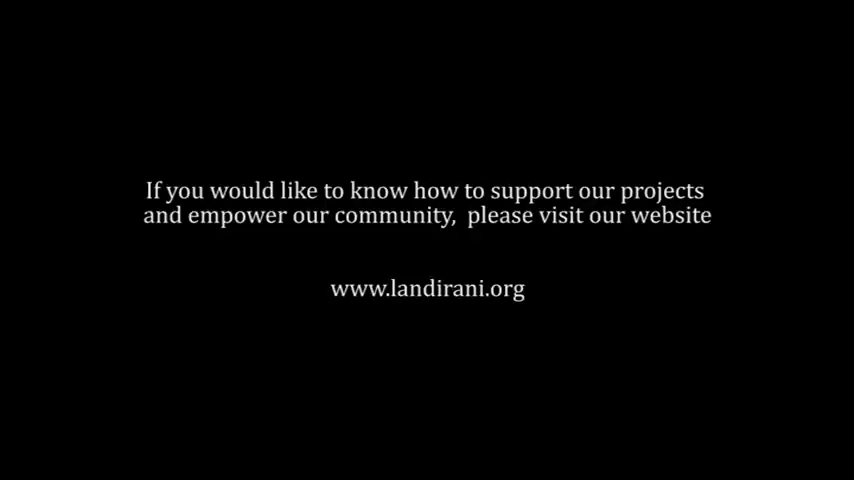 If you would like to know how to support our projects
and empower our community,  please visit our website
www.landirani.org